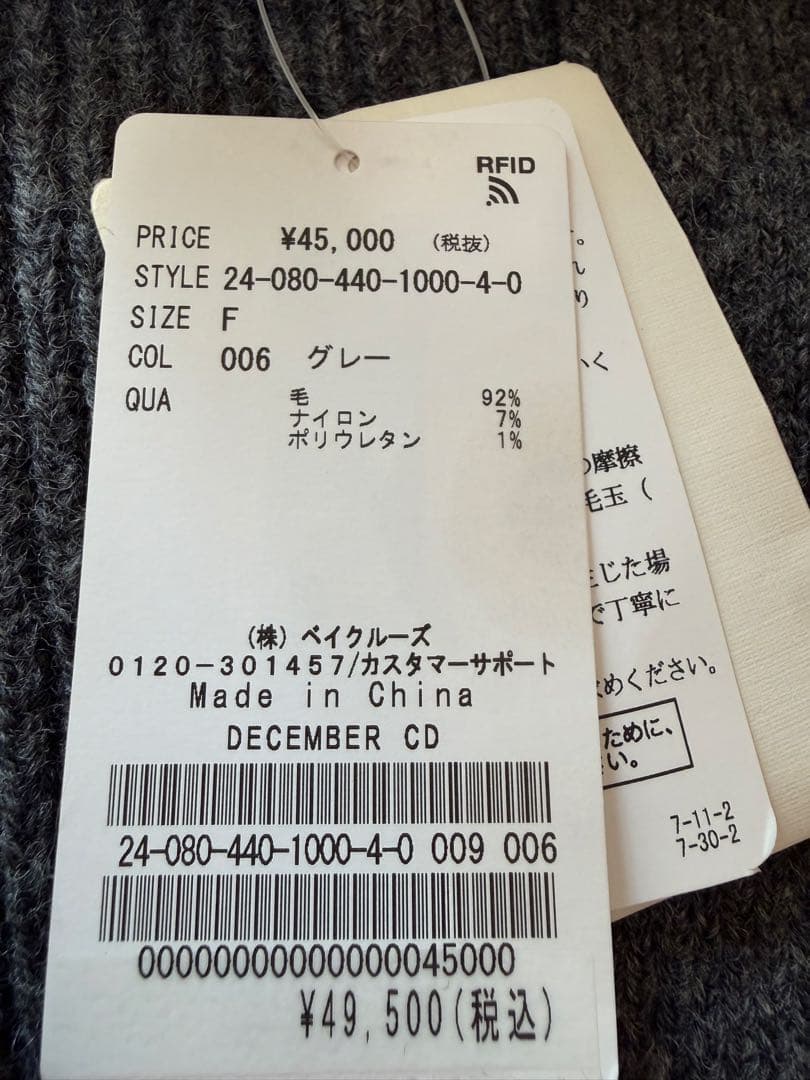 RFID
PRICE ¥45,000 (税抜)
STYLE 24-080-440-1000-4-0
SIZE F
COL 006 グレー
QUA 毛 92%
ナイロン 7%
ポリウレタン 1%
(株) ベイクルーズ
0120-301457/カスタマーサポート
Made in China
DECEMBER CD
24-080-440-1000-4-0 009 006
00000000000000045000
¥49,500(税込)
。
り
く
摩擦
毛玉（
じた場
で丁寧に
めください。
ために、
い。
7-11-2
7-30-2